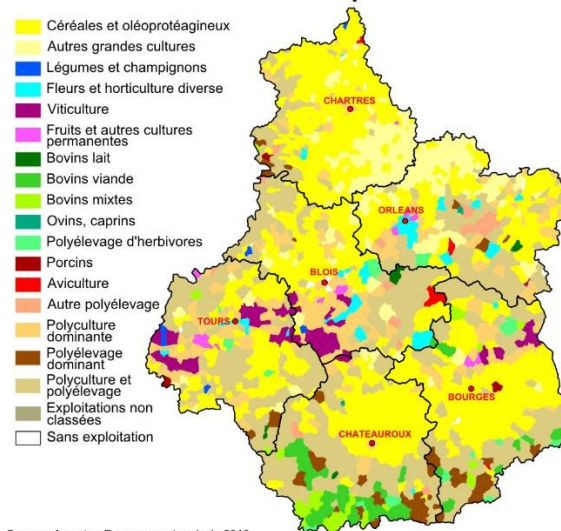 Céréales et oléoprotéagineux
Autres grandes cultures
Légumes et champignons
Fleurs et horticulture diverse
Viticulture
Fruits et autres cultures
permanentes
Bovins lait
Bovins viande
Bovins mixtes
Ovins, caprins
Polyélevage d'herbivores
Porcins
Aviculture
Autre polyélevage
Polyculture
dominante
Polyélevage
dominant
Polyculture et
polyélevage
Exploitations non
classées
Sans exploitation
CHARTRES
ORLEANS
BLOIS
TOURS
BOURGES
CHATEAUROUX